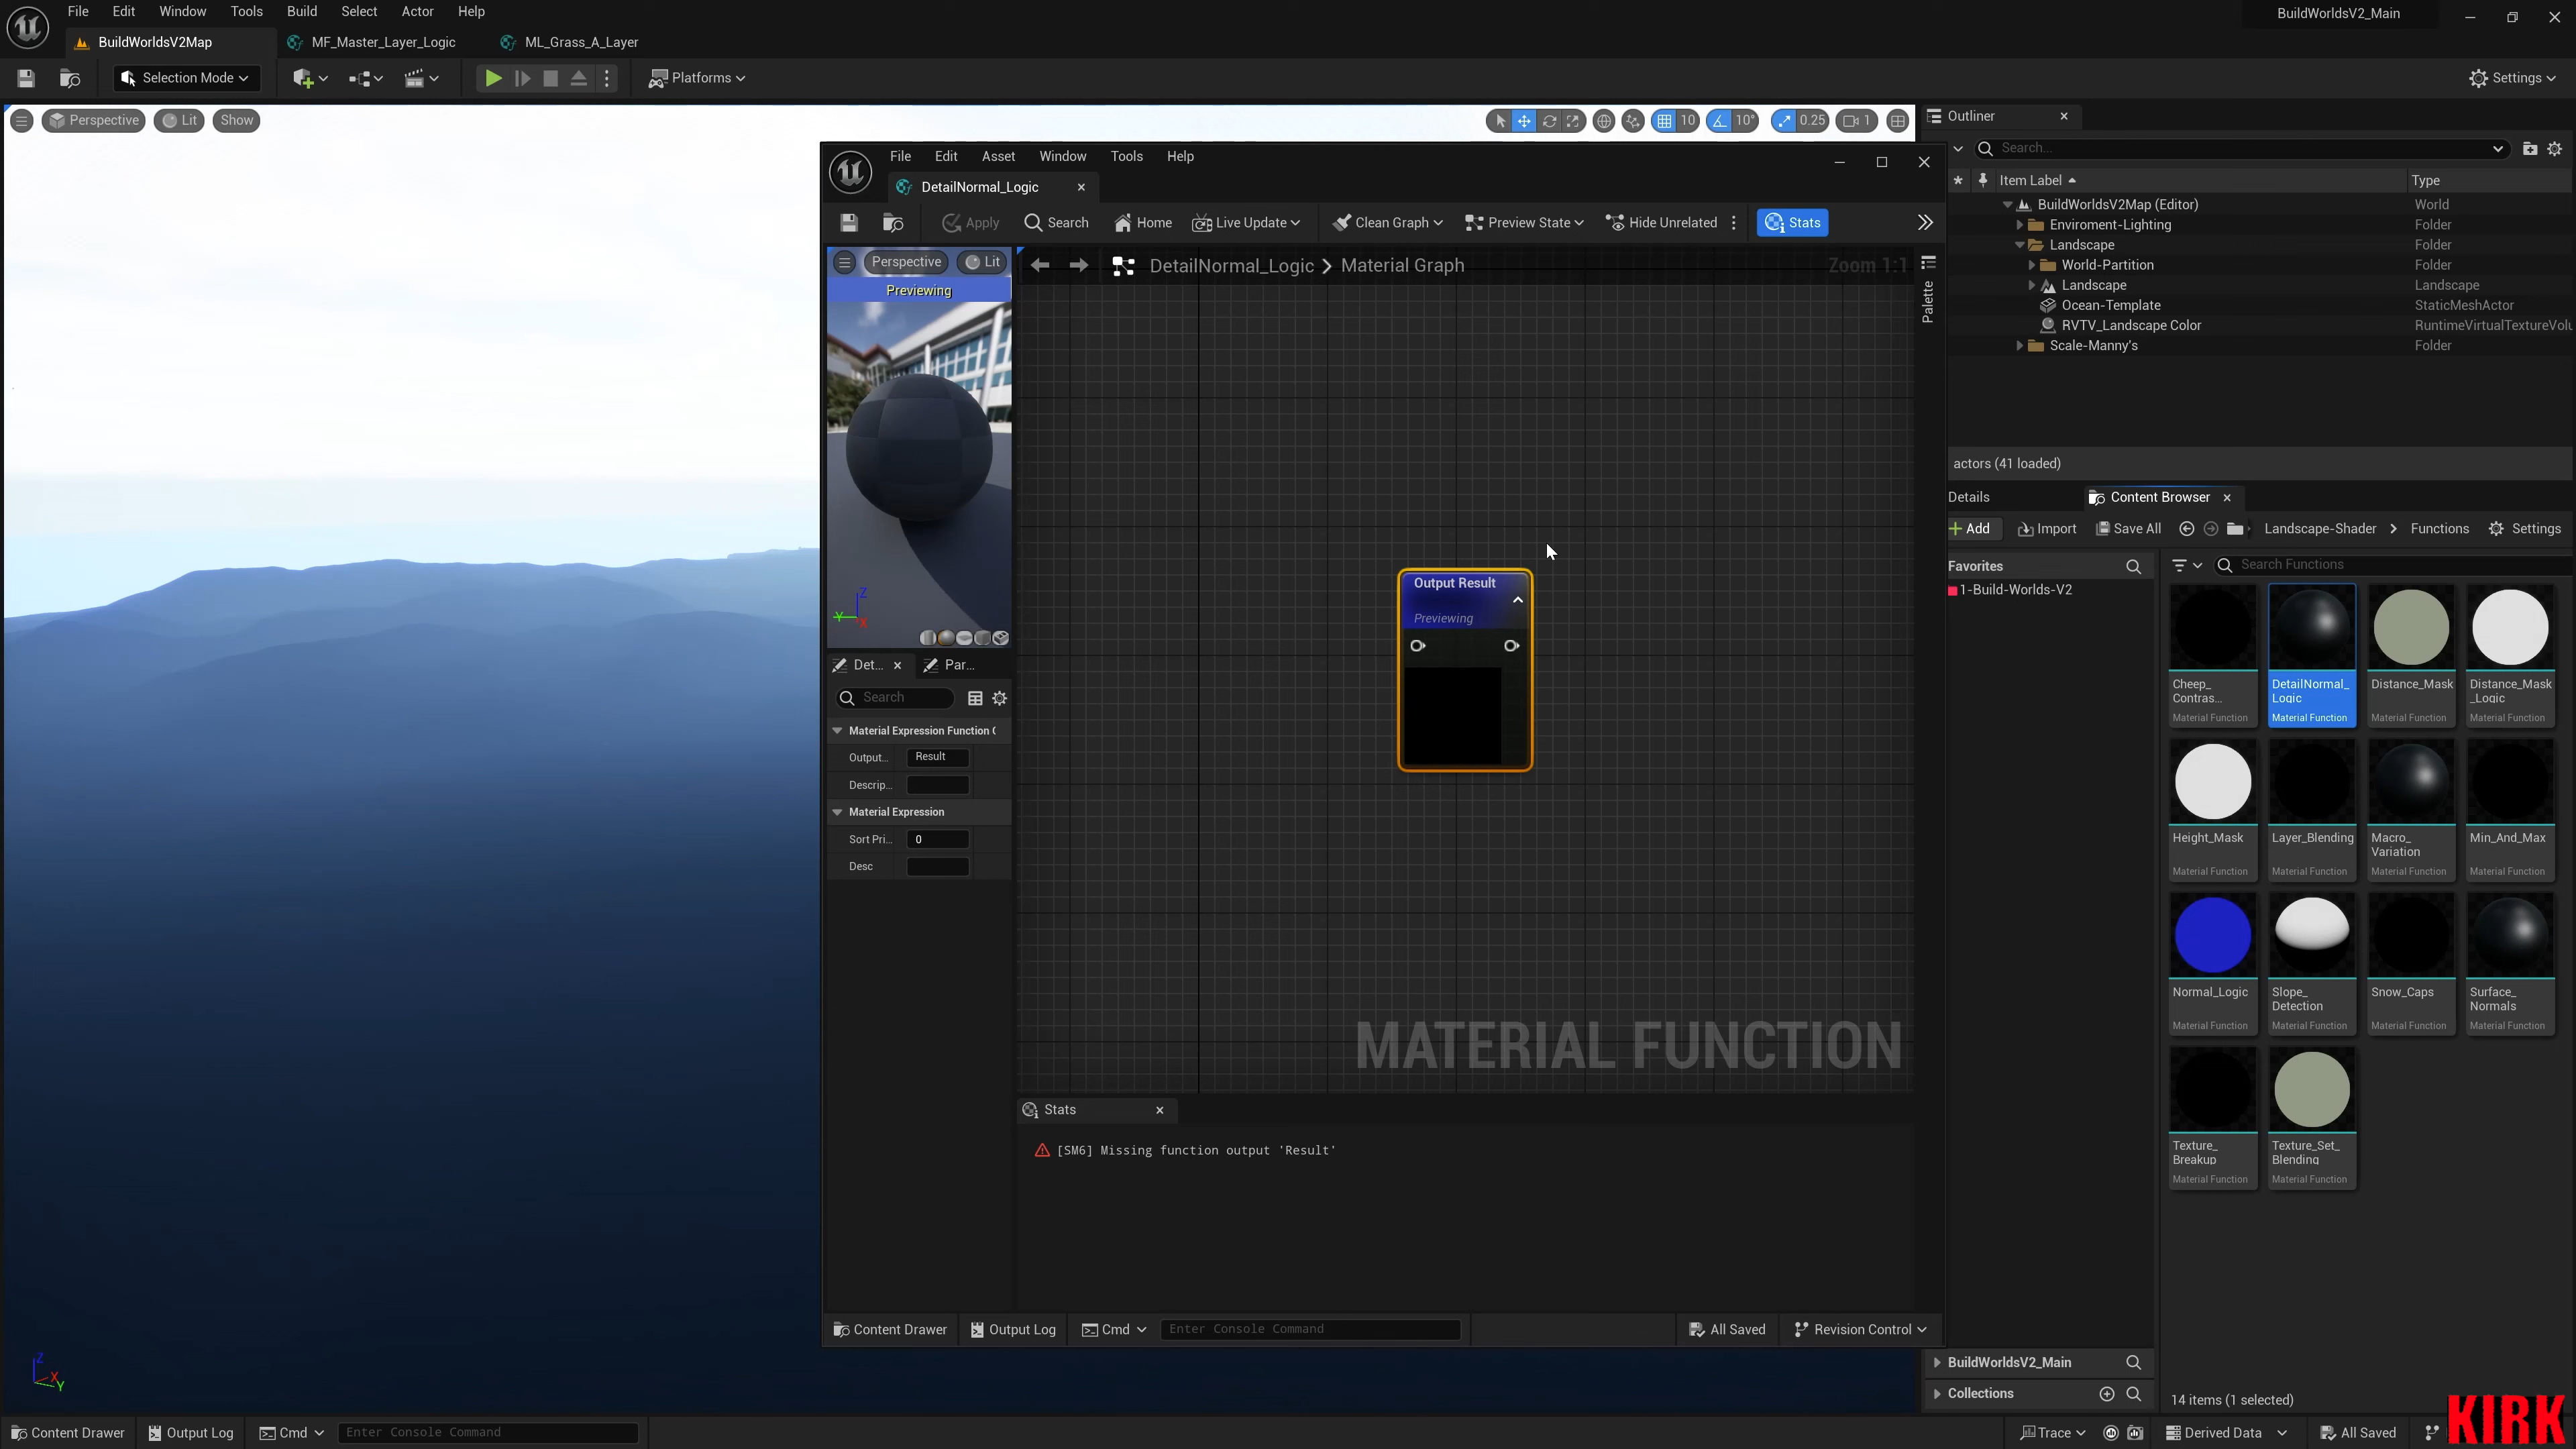 File Edit Window Tools Build Select Actor Help
BuildWorldsV2_Main
BuildWorldsV2Map
MF_Master_Layer_Logic
ML_Grass_A_Layer
Selection Mode
Platforms
Settings
Perspective
Lit
Show
10
10°
0.25
1
Outliner
Search...
Item Label
Type
BuildWorldsV2Map (Editor)
World
Enviroment-Lighting
Folder
Landscape
Folder
World-Partition
Folder
Landscape
Landscape
Ocean-Template
StaticMeshActor
RVTV_Landscape Color
RuntimeVirtualTextureVolu
Scale-Manny's
Folder
actors (41 loaded)
File Edit Asset Window Tools Help
DetailNormal_Logic
Apply
Search
Home
Live Update
Clean Graph
Preview State
Hide Unrelated
Stats
Perspective
Lit
Previewing
DetailNormal_Logic > Material Graph
Zoom 1:1
Palette
Output Result
Previewing
MATERIAL FUNCTION
Det...
Par...
Search
Material Expression Function (
Output...
Result
Descrip...
Material Expression
Sort Pri...
0
Desc
Z
Y
X
Stats
[SM6] Missing function output 'Result'
Content Drawer
Output Log
Cmd
Enter Console Command
All Saved
Revision Control
Details
Content Browser
Add
Import
Save All
Landscape-Shader > Functions
Settings
Favorites
Search Functions
1-Build-Worlds-V2
Cheep_
Contras...
Material Function
DetailNormal_
Logic
Material Function
Distance_Mask
Material Function
Distance_Mask
_Logic
Material Function
Height_Mask
Material Function
Layer_Blending
Material Function
Macro_
Variation
Material Function
Min_And_Max
Material Function
Normal_Logic
Material Function
Slope_
Detection
Material Function
Snow_Caps
Material Function
Surface_
Normals
Material Function
Texture_
Breakup
Material Function
Texture_Set_
Blending
Material Function
BuildWorldsV2_Main
Collections
14 items (1 selected)
Z
X
Y
Content Drawer
Output Log
Cmd
Enter Console Command
Trace
Derived Data
All Saved
KIRK